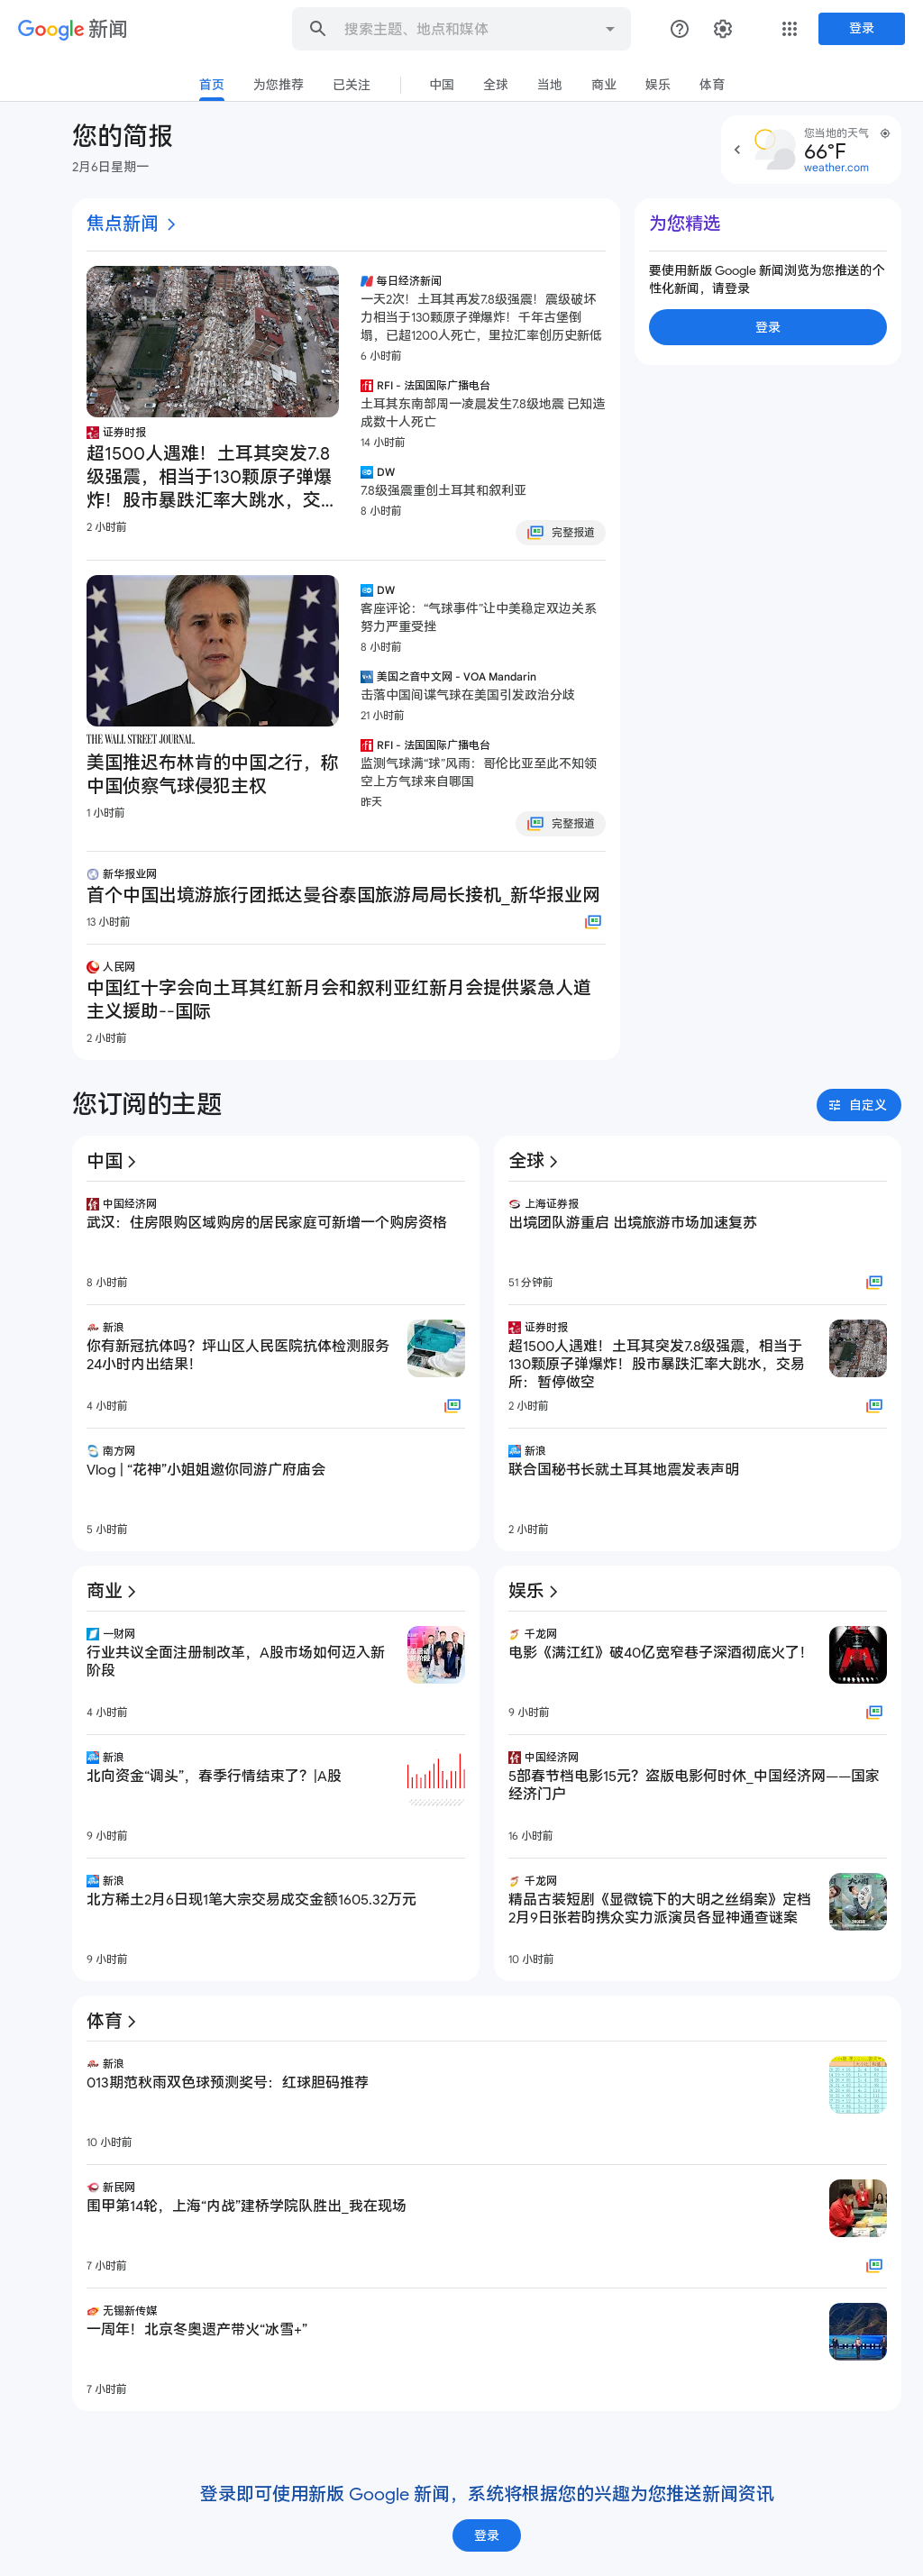 Google 新闻
搜索主题、地点和媒体
登录
首页
为您推荐
已关注
中国
全球
当地
商业
娱乐
体育
您的简报
2月6日星期一
您当地的天气
66°F
weather.com
焦点新闻
证券时报
超1500人遇难！土耳其突发7.8
级强震，相当于130颗原子弹爆
炸！股市暴跌汇率大跳水，交...
2 小时前
每日经济新闻
一天2次！土耳其再发7.8级强震！震级破坏
力相当于130颗原子弹爆炸！千年古堡倒
塌，已超1200人死亡，里拉汇率创历史新低
6 小时前
RFI - 法国国际广播电台
土耳其东南部周一凌晨发生7.8级地震 已知造
成数十人死亡
14 小时前
DW
7.8级强震重创土耳其和叙利亚
8 小时前
完整报道
THE WALL STREET JOURNAL.
美国推迟布林肯的中国之行，称
中国侦察气球侵犯主权
1 小时前
DW
客座评论：“气球事件”让中美稳定双边关系
努力严重受挫
8 小时前
美国之音中文网 - VOA Mandarin
击落中国间谍气球在美国引发政治分歧
21 小时前
RFI - 法国国际广播电台
监测气球满“球”风雨：哥伦比亚至此不知领
空上方气球来自哪国
昨天
完整报道
新华报业网
首个中国出境游旅行团抵达曼谷泰国旅游局局长接机_新华报业网
13 小时前
人民网
中国红十字会向土耳其红新月会和叙利亚红新月会提供紧急人道
主义援助--国际
2 小时前
为您精选
要使用新版 Google 新闻浏览为您推送的个
性化新闻，请登录
登录
您订阅的主题
自定义
中国
中国经济网
武汉：住房限购区域购房的居民家庭可新增一个购房资格
8 小时前
新浪
你有新冠抗体吗？坪山区人民医院抗体检测服务
24小时内出结果！
4 小时前
南方网
Vlog | “花神”小姐姐邀你同游广府庙会
5 小时前
全球
上海证券报
出境团队游重启 出境旅游市场加速复苏
51 分钟前
证券时报
超1500人遇难！土耳其突发7.8级强震，相当于
130颗原子弹爆炸！股市暴跌汇率大跳水，交易
所：暂停做空
2 小时前
新浪
联合国秘书长就土耳其地震发表声明
2 小时前
商业
一财网
行业共议全面注册制改革，A股市场如何迈入新
阶段
4 小时前
新浪
北向资金“调头”，春季行情结束了？|A股
9 小时前
新浪
北方稀土2月6日现1笔大宗交易成交金额1605.32万元
9 小时前
娱乐
千龙网
电影《满江红》破40亿宽窄巷子深酒彻底火了！
9 小时前
中国经济网
5部春节档电影15元？盗版电影何时休_中国经济网——国家
经济门户
16 小时前
千龙网
精品古装短剧《显微镜下的大明之丝绢案》定档
2月9日张若昀携众实力派演员各显神通查谜案
10 小时前
体育
新浪
013期范秋雨双色球预测奖号：红球胆码推荐
10 小时前
新民网
围甲第14轮，上海“内战”建桥学院队胜出_我在现场
7 小时前
无锡新传媒
一周年！北京冬奥遗产带火“冰雪+”
7 小时前
登录即可使用新版 Google 新闻，系统将根据您的兴趣为您推送新闻资讯
登录